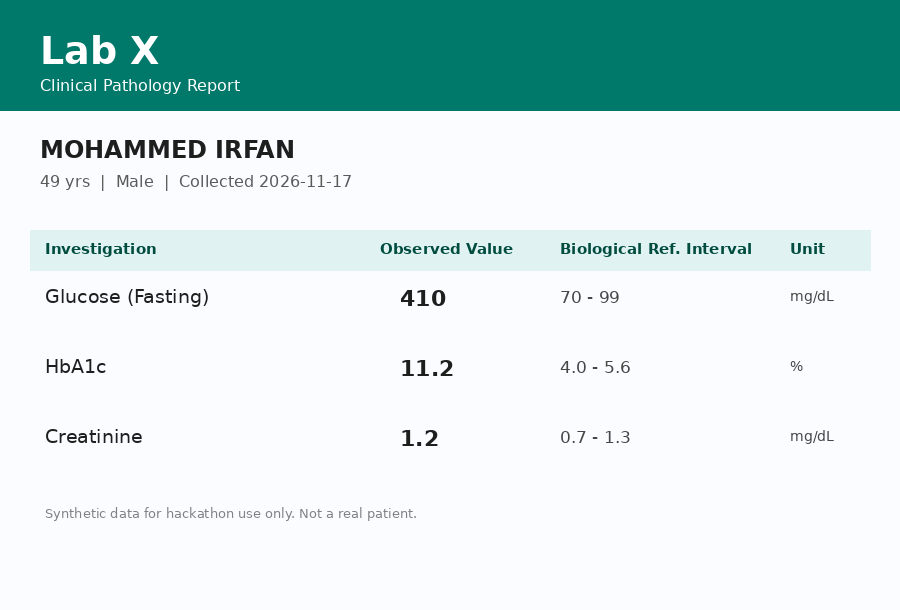 Lab X
Clinical Pathology Report
MOHAMMED IRFAN
49 yrs | Male | Collected 2026-11-17
Investigation Observed Value Biological Ref. Interval Unit
Glucose (Fasting) 410 70 - 99 mg/dL
HbA1c 11.2 4.0 - 5.6 %
Creatinine 1.2 0.7 - 1.3 mg/dL
Synthetic data for hackathon use only. Not a real patient.